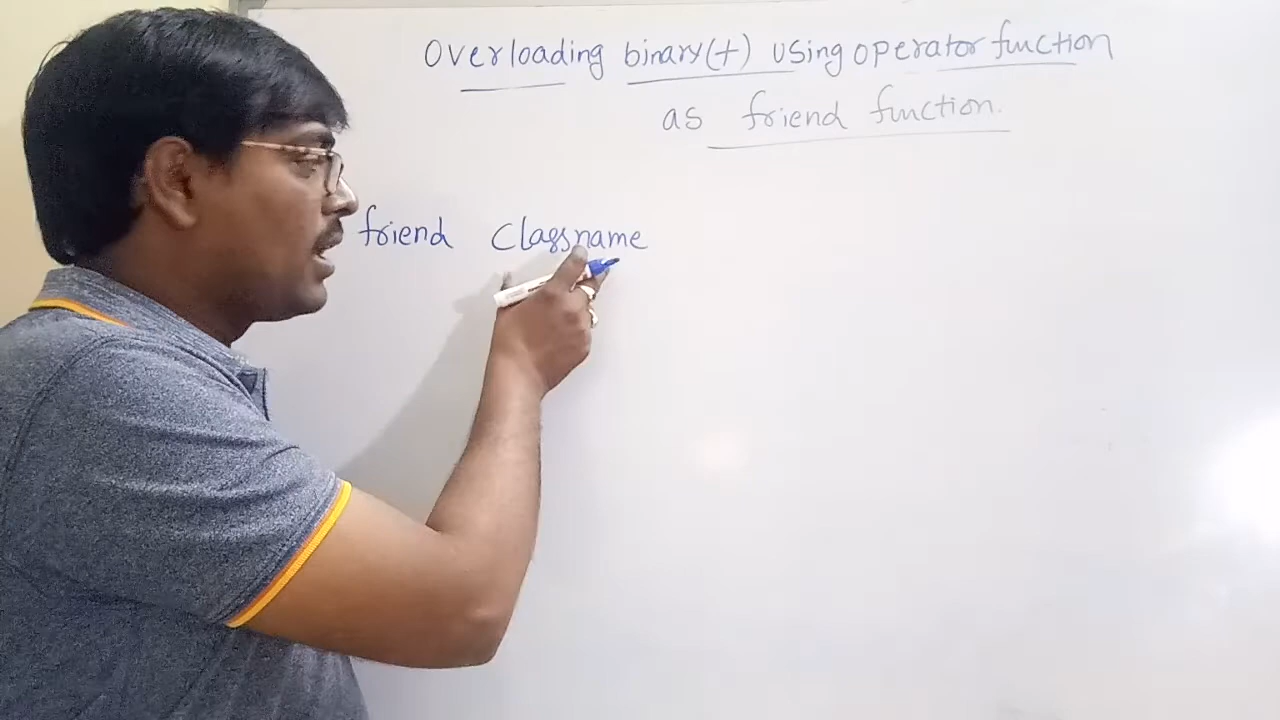 Overloading binary(+) using operator function
as friend function.
friend Classname